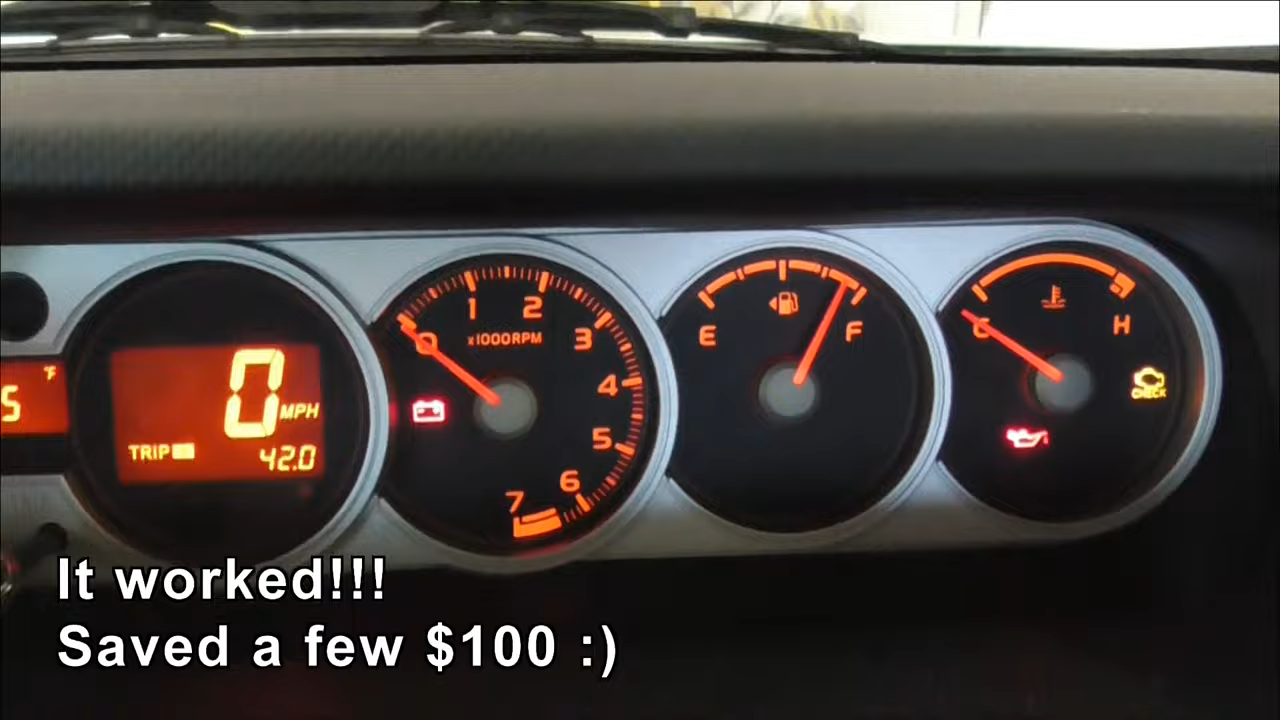 1
2
0
x1000RPM
3
E
F
C
H
5
°F
0
MPH
4
CHECK
TRIP
42.0
5
6
7
It worked!!!
Saved a few $100 :)